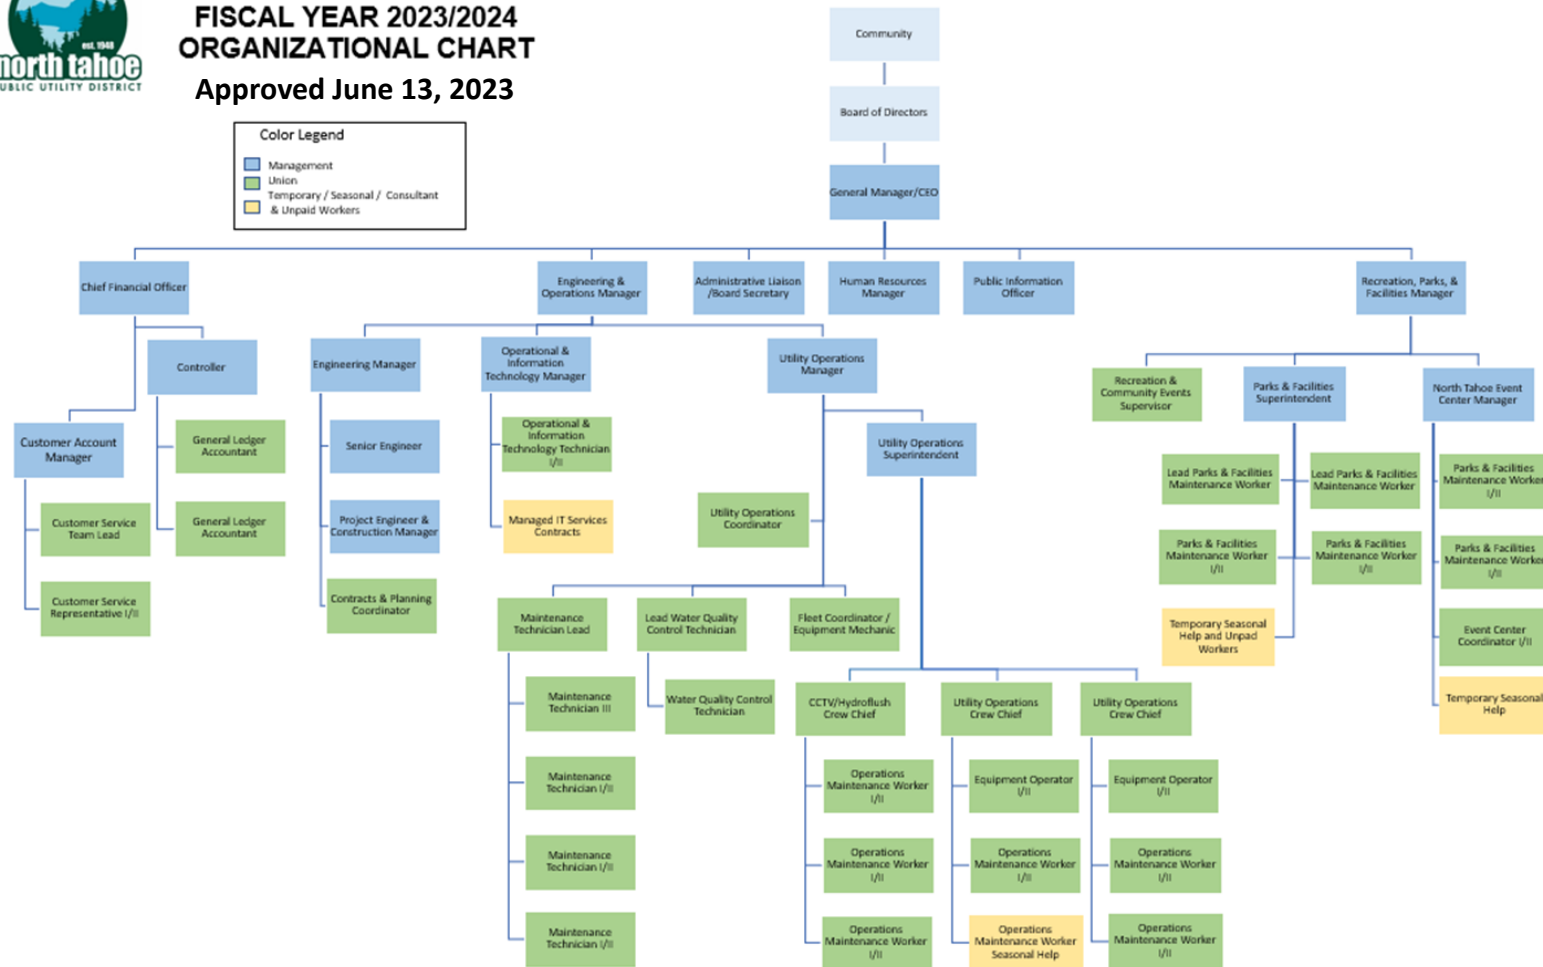 est. 1948
north tahoe
PUBLIC UTILITY DISTRICT
FISCAL YEAR 2023/2024
ORGANIZATIONAL CHART
Approved June 13, 2023
Color Legend
Management
Union
Temporary / Seasonal / Consultant
& Unpaid Workers
Community
Board of Directors
General Manager/CEO
Chief Financial Officer
Engineering &
Operations Manager
Administrative Liaison
/Board Secretary
Human Resources
Manager
Public Information
Officer
Recreation, Parks, &
Facilities Manager
Controller
Customer Account
Manager
General Ledger
Accountant
General Ledger
Accountant
Customer Service
Team Lead
Customer Service
Representative I/II
Engineering Manager
Senior Engineer
Project Engineer &
Construction Manager
Contracts & Planning
Coordinator
Operational &
Information
Technology Manager
Operational &
Information
Technology Technician
I/II
Managed IT Services
Contracts
Utility Operations
Manager
Utility Operations
Superintendent
Utility Operations
Coordinator
Maintenance
Technician Lead
Lead Water Quality
Control Technician
Fleet Coordinator /
Equipment Mechanic
Maintenance
Technician III
Maintenance
Technician I/II
Maintenance
Technician I/II
Maintenance
Technician I/II
Water Quality Control
Technician
CCTV/Hydroflush
Crew Chief
Utility Operations
Crew Chief
Utility Operations
Crew Chief
Operations
Maintenance Worker
I/II
Operations
Maintenance Worker
I/II
Operations
Maintenance Worker
I/II
Equipment Operator
I/II
Operations
Maintenance Worker
I/II
Operations
Maintenance Worker
Seasonal Help
Equipment Operator
I/II
Operations
Maintenance Worker
I/II
Operations
Maintenance Worker
I/II
Recreation &
Community Events
Supervisor
Parks & Facilities
Superintendent
North Tahoe Event
Center Manager
Lead Parks & Facilities
Maintenance Worker
Lead Parks & Facilities
Maintenance Worker
Parks & Facilities
Maintenance Worker
I/II
Parks & Facilities
Maintenance Worker
I/II
Temporary Seasonal
Help and Unpad
Workers
Parks & Facilities
Maintenance Worker
I/II
Parks & Facilities
Maintenance Worker
I/II
Event Center
Coordinator I/II
Temporary Seasonal
Help